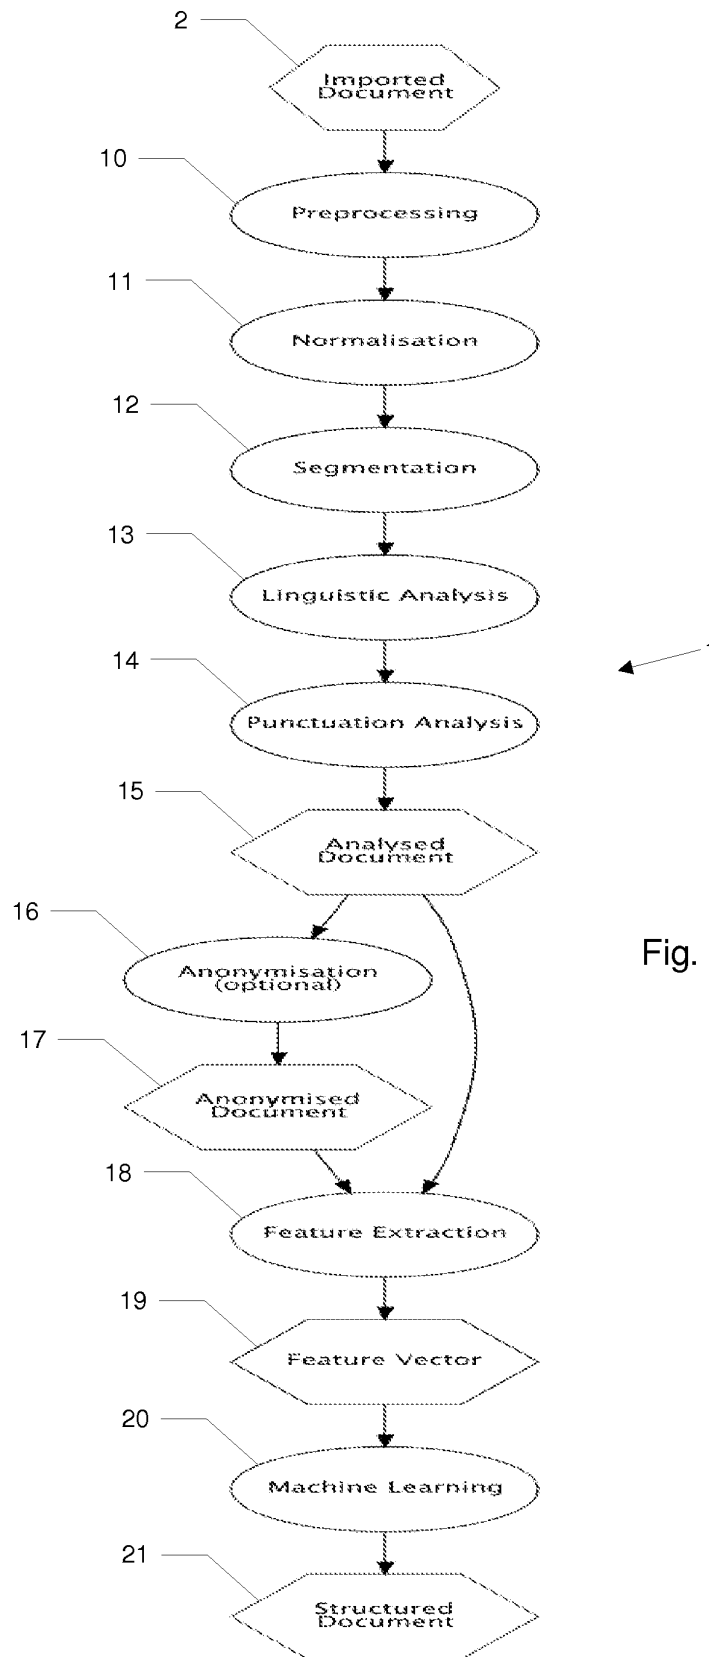 2
Imported
Document
10
Preprocessing
11
Normalisation
12
Segmentation
13
Linguistic Analysis
14
Punctuation Analysis
15
Analysed
Document
16
Anonymisation
(optional)
Fig.
17
Anonymised
Document
18
Feature Extraction
19
Feature Vector
20
Machine Learning
21
Structured
Document